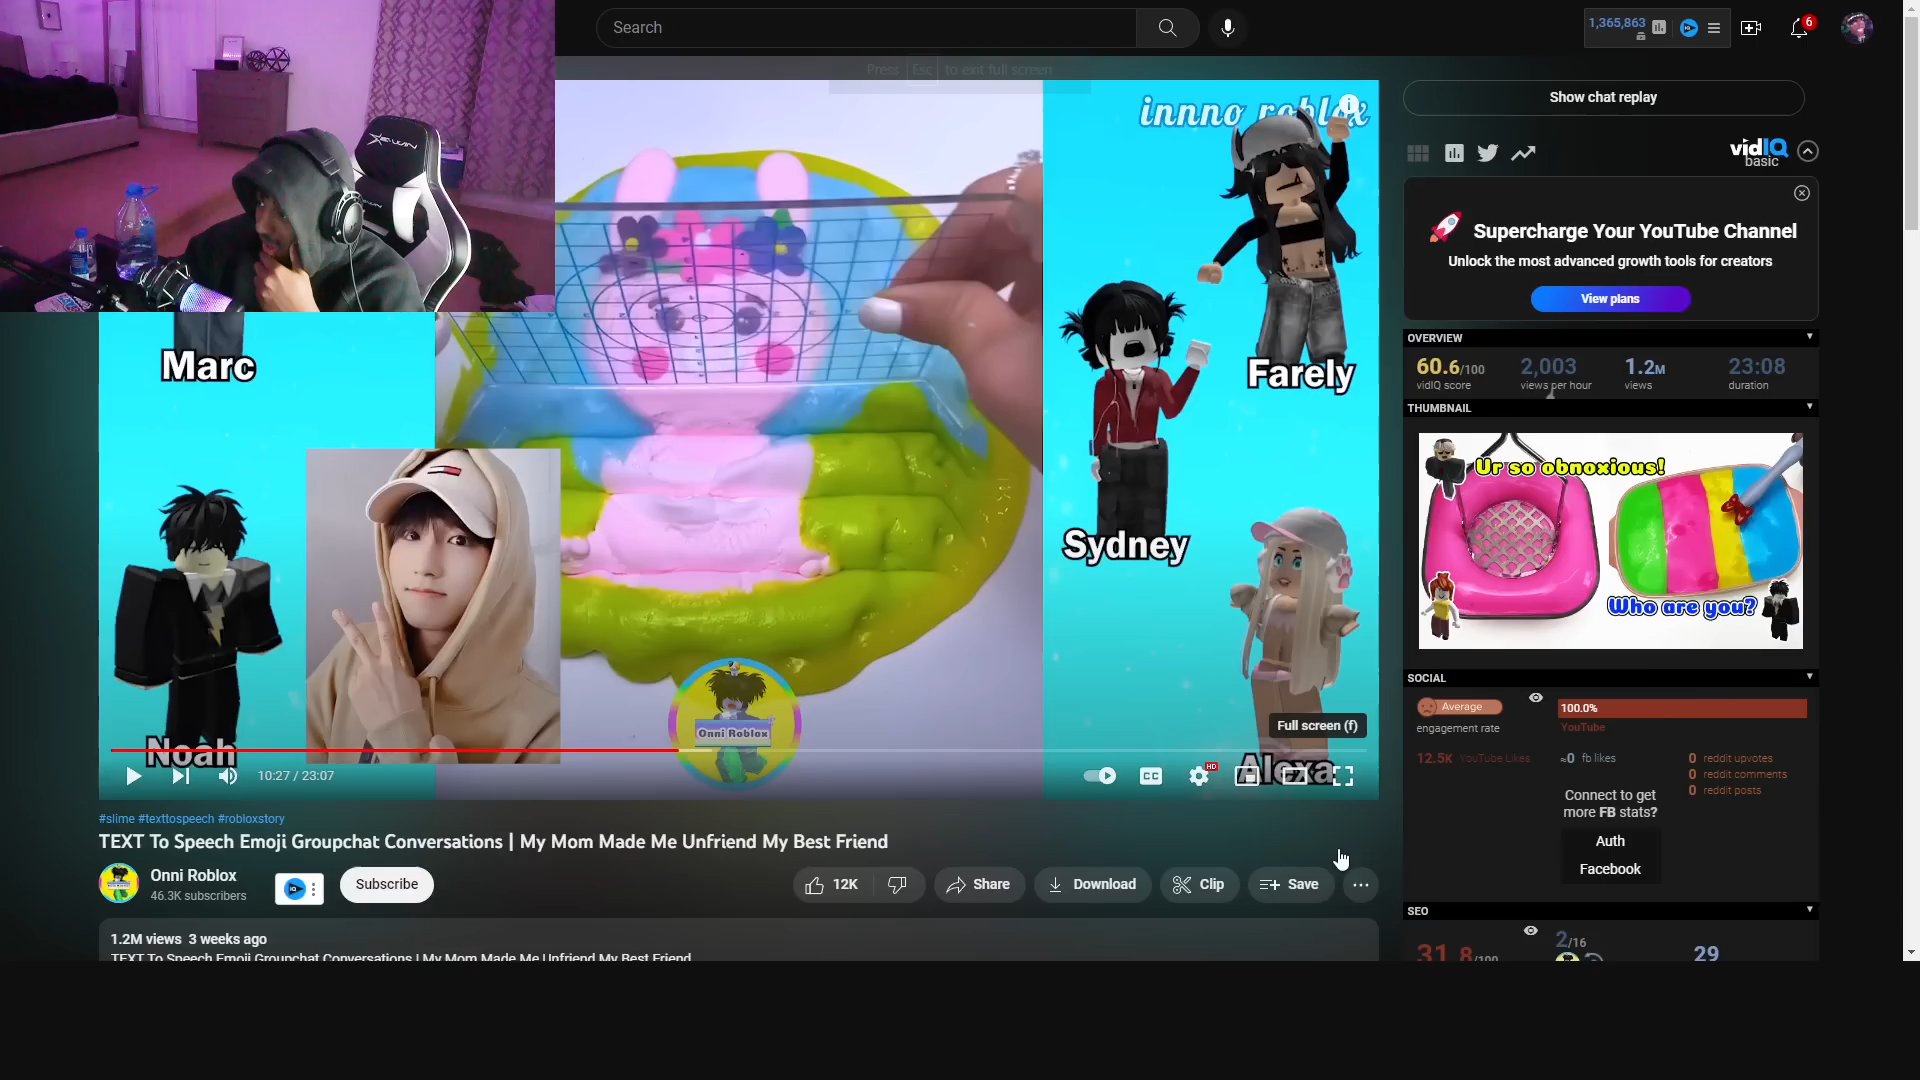 Search
1,365,863
6
Press Esc to exit full screen
innno roblox
Show chat replay
vidIQ
basic
Supercharge Your YouTube Channel
Unlock the most advanced growth tools for creators
View plans
OVERVIEW
60.6/100
vidIQ score
2,003
views per hour
1.2M
views
23:08
duration
THUMBNAIL
Ur so obnoxious!
Who are you?
Marc
Farely
Sydney
Noah
Alexa
Onni Roblox
Full screen (f)
10:27 / 23:07
CC
HD
SOCIAL
Average
engagement rate
100.0%
YouTube
12.5K YouTube Likes
≈0 fb likes
0 reddit upvotes
0 reddit comments
0 reddit posts
Connect to get
more FB stats?
Auth
Facebook
#slime #texttospeech #robloxstory
TEXT To Speech Emoji Groupchat Conversations | My Mom Made Me Unfriend My Best Friend
Onni Roblox
46.3K subscribers
Subscribe
12K
Share
Download
Clip
Save
1.2M views 3 weeks ago
TEXT To Speech Emoji Groupchat Conversations | My Mom Made Me Unfriend My Best Friend
SEO
31.8/100
2/16
29